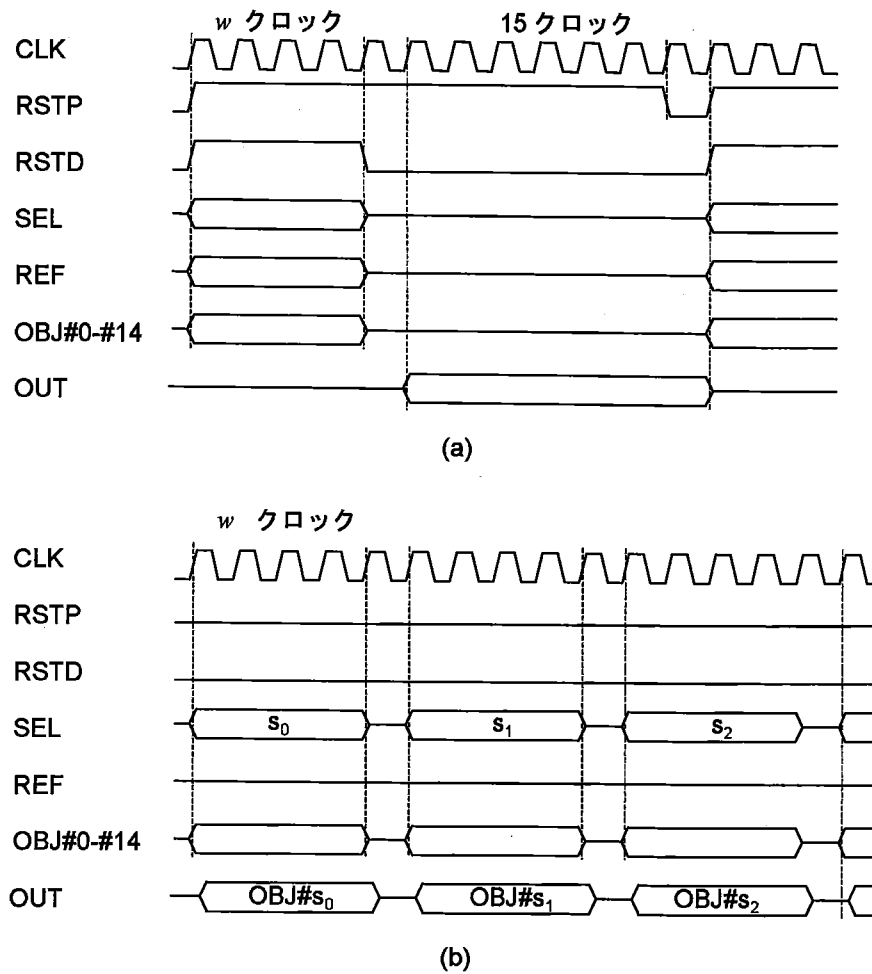 w クロック 15 クロック
CLK
RSTP
RSTD
SEL
REF
OBJ#0-#14
OUT
(a)
w クロック
CLK
RSTP
RSTD
SEL s₀ s₁ s₂
REF
OBJ#0-#14
OUT OBJ#s₀ OBJ#s₁ OBJ#s₂
(b)